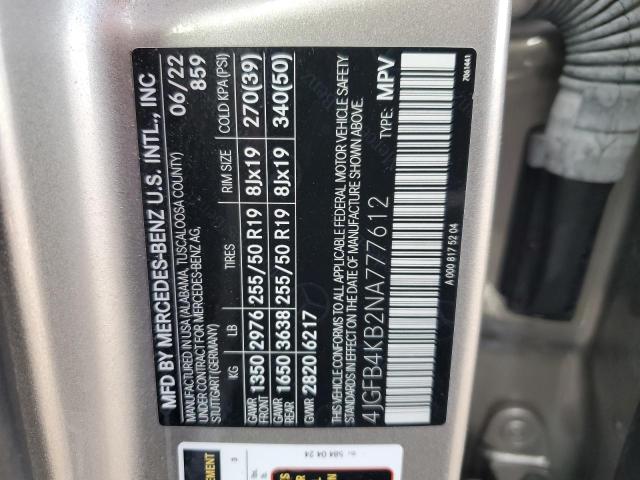 MFD BY MERCEDES-BENZ U.S. INTL., INC
MANUFACTURED IN USA (ALABAMA, TUSCALOOSA COUNTY) 06/22
UNDER CONTRACT FOR MERCEDES-BENZ AG, 859
STUTTGART (GERMANY)
KG LB TIRES RIM SIZE COLD KPA (PSI)
GAWR FRONT 1350 2976 255/50 R19 8Jx19 270(39)
GAWR REAR 1650 3638 255/50 R19 8Jx19 340(50)
GVWR 2820 6217
THIS VEHICLE CONFORMS TO ALL APPLICABLE FEDERAL MOTOR VEHICLE SAFETY
STANDARDS IN EFFECT ON THE DATE OF MANUFACTURE SHOWN ABOVE.
4JGFB4KB2NA777612 TYPE: MPV
A 000 817 52 04
7061441
584 04 24